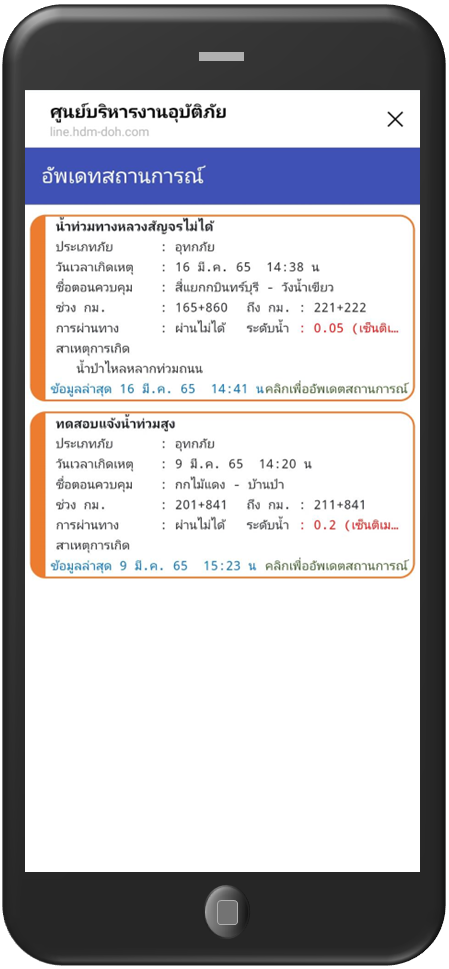 ศูนย์บริหารงานอุบัติภัย
line.hdm-doh.com
อัพเดทสถานการณ์
น้ำท่วมทางหลวงสัญจรไม่ได้
ประเภทภัย : อุทกภัย
วันเวลาเกิดเหตุ : 16 มี.ค. 65 14:38 น
ชื่อตอนควบคุม : สี่แยกกบินทร์บุรี - วังน้ำเขียว
ช่วง กม. : 165+860 ถึง กม. : 221+222
การผ่านทาง : ผ่านไม่ได้ ระดับน้ำ : 0.05 (เซ็นติเ...
สาเหตุการเกิด
น้ำป่าไหลหลากท่วมถนน
ข้อมูลล่าสุด 16 มี.ค. 65 14:41 นคลิกเพื่ออัพเดตสถานการณ์
ทดสอบแจ้งน้ำท่วมสูง
ประเภทภัย : อุทกภัย
วันเวลาเกิดเหตุ : 9 มี.ค. 65 14:20 น
ชื่อตอนควบคุม : กกไม้แดง - บ้านป่า
ช่วง กม. : 201+841 ถึง กม. : 211+841
การผ่านทาง : ผ่านไม่ได้ ระดับน้ำ : 0.2 (เซ็นติเม...
สาเหตุการเกิด
ข้อมูลล่าสุด 9 มี.ค. 65 15:23 น คลิกเพื่ออัพเดตสถานการณ์